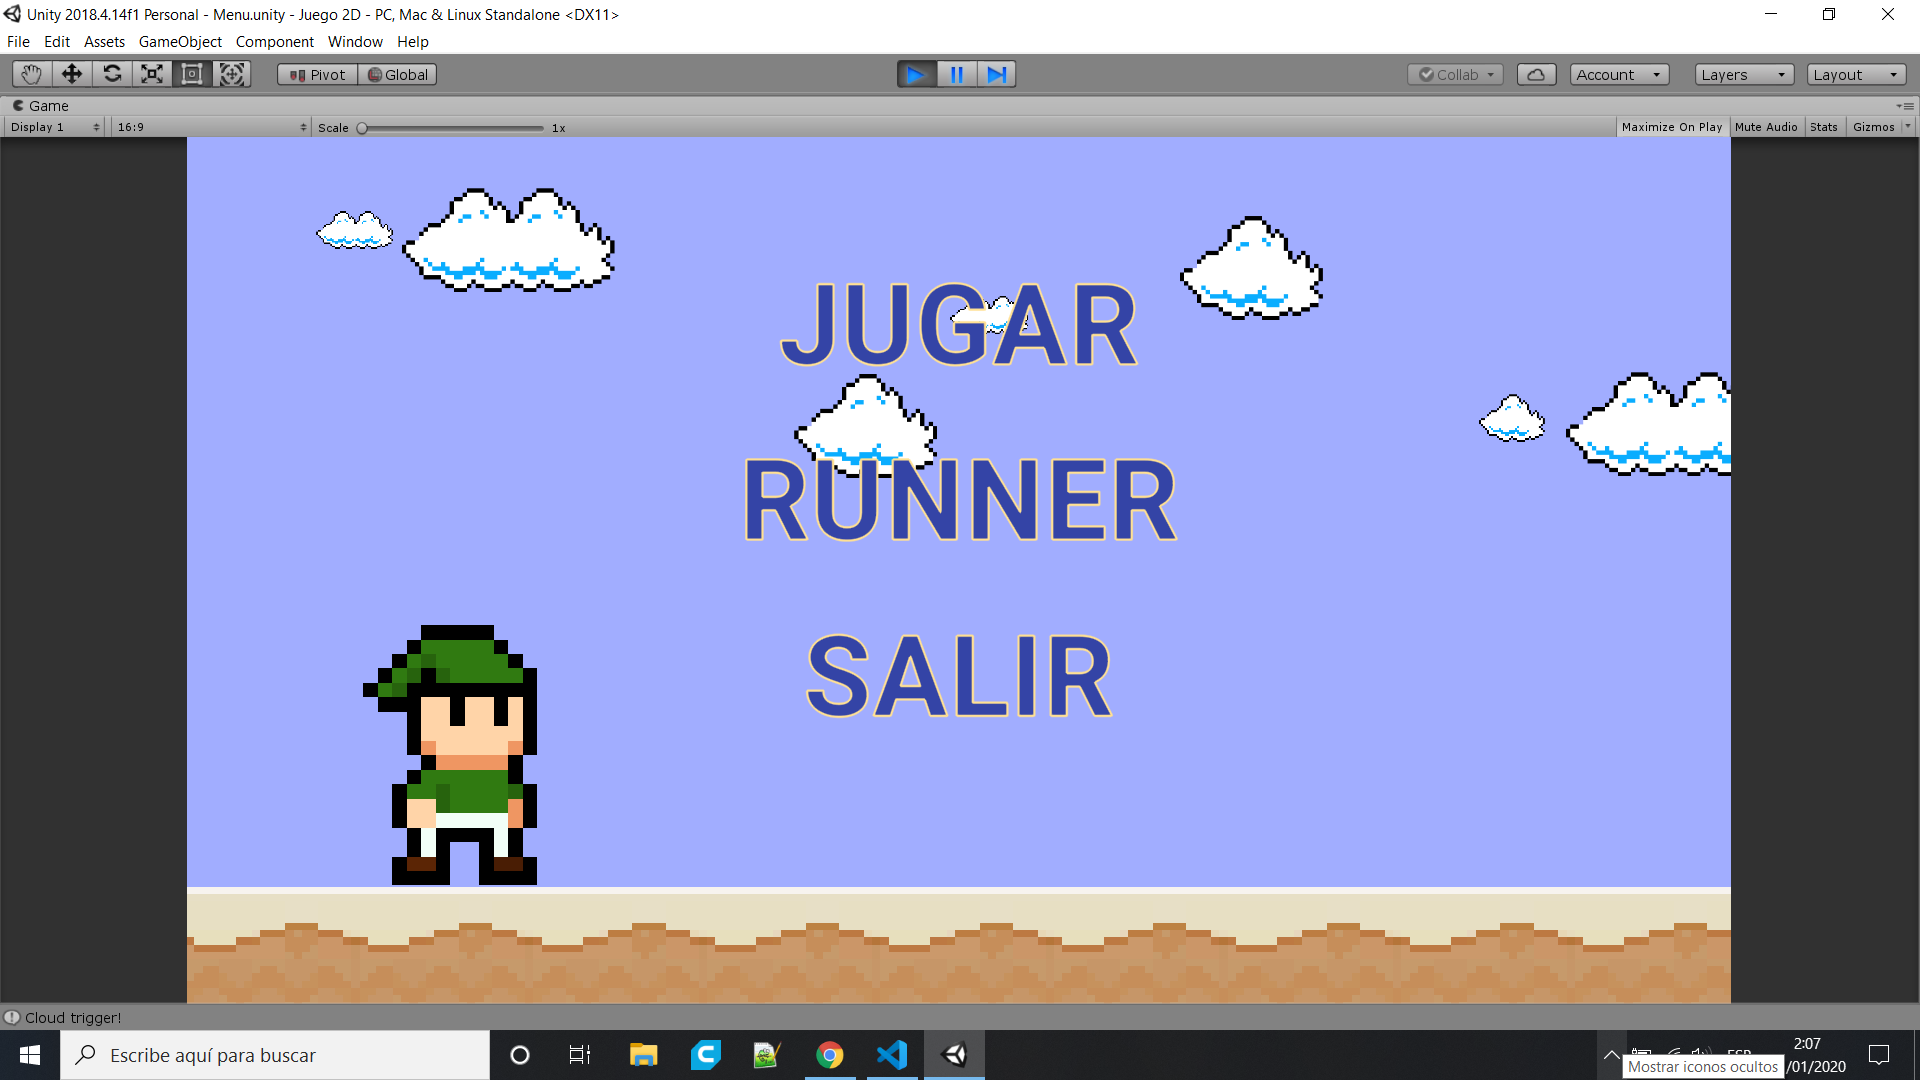 Unity 2018.4.14f1 Personal - Menu.unity - Juego 2D - PC, Mac & Linux Standalone <DX11>
File Edit Assets GameObject Component Window Help
Pivot Global Collab Account Layers Layout
Game
Display 1 16:9 Scale 1x Maximize On Play Mute Audio Stats Gizmos
JUGAR
RUNNER
SALIR
Cloud trigger!
Escribe aquí para buscar
2:07
/01/2020
Mostrar iconos ocultos